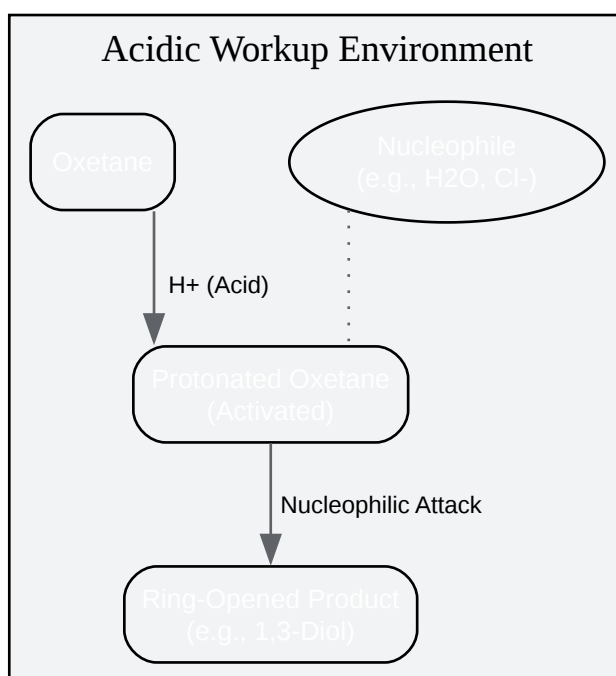 Acidic Workup Environment
Oxetane
Nucleophile
(e.g., H2O, Cl-)
H+ (Acid)
Protonated Oxetane
(Activated)
Nucleophilic Attack
Ring-Opened Product
(e.g., 1,3-Diol)